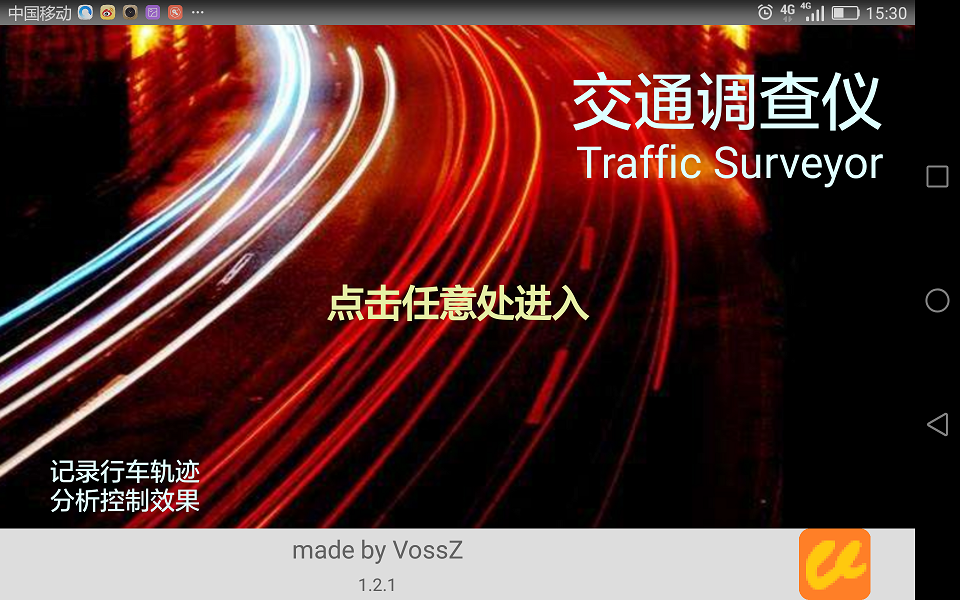 中国移动 ··· 4G 4G 15:30
交通调查仪
Traffic Surveyor
点击任意处进入
记录行车轨迹
分析控制效果
made by VossZ
1.2.1